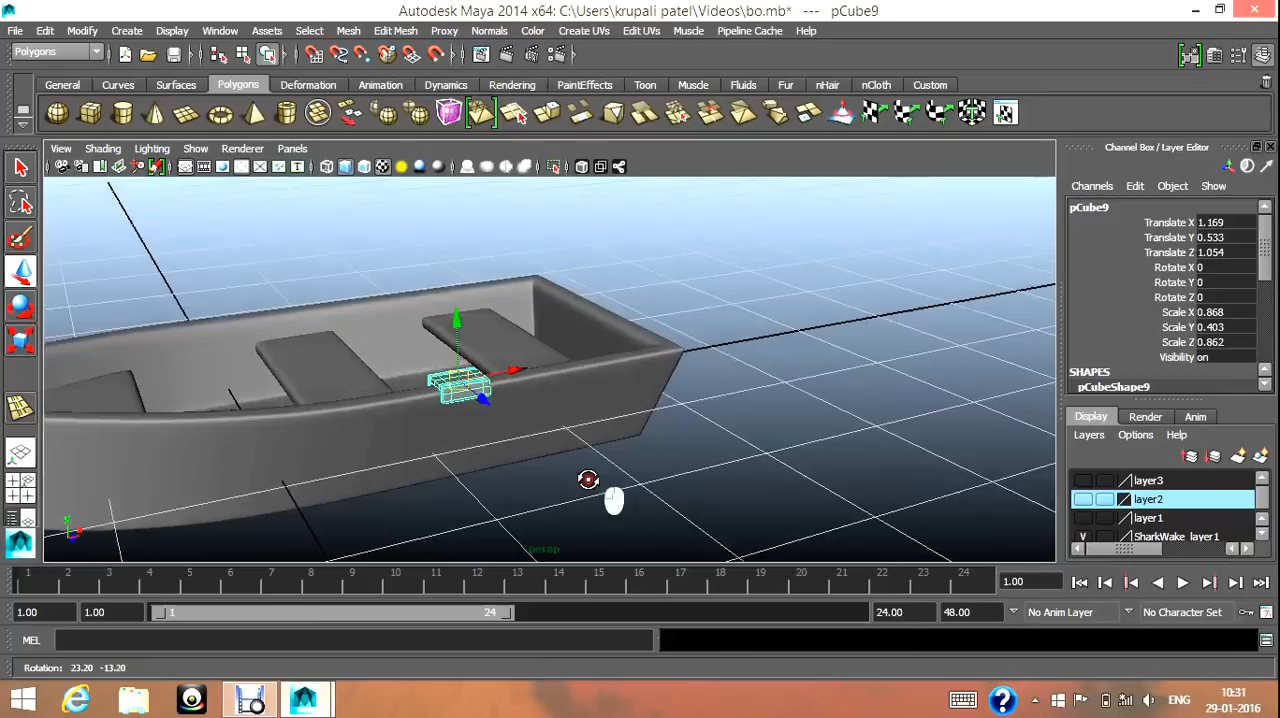 Autodesk Maya 2014 x64: C:\Users\krupali patel\Videos\bo.mb*   ---   pCube9
File Edit Modify Create Display Window Assets Select Mesh Edit Mesh Proxy Normals Color Create UVs Edit UVs Muscle Pipeline Cache Help
Polygons
General Curves Surfaces Polygons Deformation Animation Dynamics Rendering PaintEffects Toon Muscle Fluids Fur nHair nCloth Custom
View Shading Lighting Show Renderer Panels
Channel Box / Layer Editor
Channels Edit Object Show
pCube9
Translate X 1.169
Translate Y 0.533
Translate Z 1.054
Rotate X 0
Rotate Y 0
Rotate Z 0
Scale X 0.868
Scale Y 0.403
Scale Z 0.862
Visibility on
SHAPES
pCubeShape9
Display Render Anim
Layers Options Help
layer3
layer2
layer1
V SharkWake_layer1
persp
1 2 3 4 5 6 7 8 9 10 11 12 13 14 15 16 17 18 19 20 21 22 23 24 1.00
1.00 1.00 1 24 24.00 48.00 No Anim Layer No Character Set
MEL
Rotation: 23.20 -13.20
ENG 10:31
29-01-2016